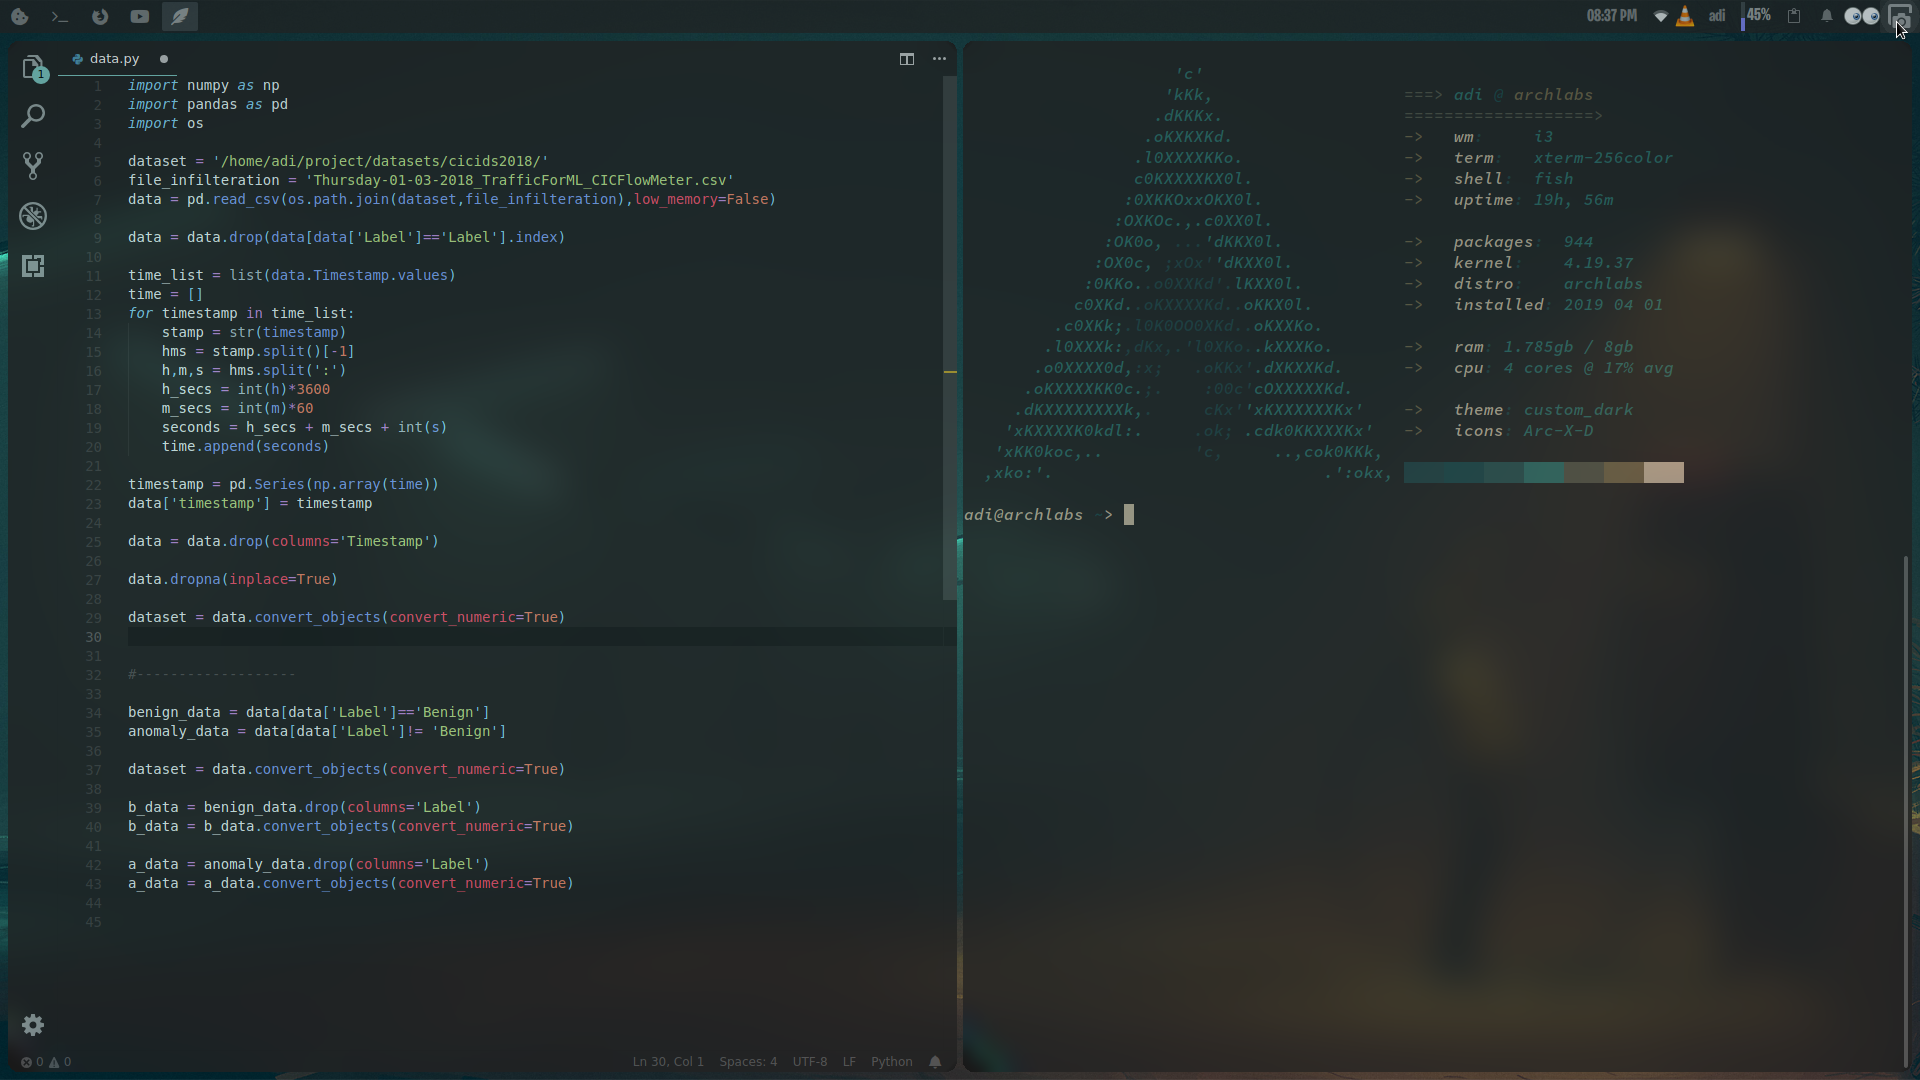 08:37 PM adi 45%
data.py
1
1 import numpy as np
2 import pandas as pd
3 import os
4
5 dataset = '/home/adi/project/datasets/cicids2018/'
6 file_infilteration = 'Thursday-01-03-2018_TrafficForML_CICFlowMeter.csv'
7 data = pd.read_csv(os.path.join(dataset,file_infilteration),low_memory=False)
8
9 data = data.drop(data[data['Label']=='Label'].index)
10
11 time_list = list(data.Timestamp.values)
12 time = []
13 for timestamp in time_list:
14     stamp = str(timestamp)
15     hms = stamp.split()[-1]
16     h,m,s = hms.split(':')
17     h_secs = int(h)*3600
18     m_secs = int(m)*60
19     seconds = h_secs + m_secs + int(s)
20     time.append(seconds)
21
22 timestamp = pd.Series(np.array(time))
23 data['timestamp'] = timestamp
24
25 data = data.drop(columns='Timestamp')
26
27 data.dropna(inplace=True)
28
29 dataset = data.convert_objects(convert_numeric=True)
30
31
32 #-------------------
33
34 benign_data = data[data['Label']=='Benign']
35 anomaly_data = data[data['Label']!= 'Benign']
36
37 dataset = data.convert_objects(convert_numeric=True)
38
39 b_data = benign_data.drop(columns='Label')
40 b_data = b_data.convert_objects(convert_numeric=True)
41
42 a_data = anomaly_data.drop(columns='Label')
43 a_data = a_data.convert_objects(convert_numeric=True)
44
45
0 0 Ln 30, Col 1 Spaces: 4 UTF-8 LF Python
'c'
'kKk,
.dKKKx.
.oKXKXKd.
.l0XXXXKKo.
c0KXXXXKX0l.
:0XKKOxxOKX0l.
:OXKOc.,.c0XX0l.
:OK0o, ...'dKKX0l.
:OX0c, ;xOx''dKXX0l.
:0KKo..o0XXKd'.lKXX0l.
c0XKd..oKXXXXKd..oKKX0l.
.c0XKk;.l0K0OO0XKd..oKXXKo.
.l0XXXk:,dKx,.'l0XKo..kXXXKo.
.o0XXXX0d,:x;   .oKKx'.dXKXXKd.
.oKXXXXKK0c.;.    :00c'cOXXXXXKd.
.dKXXXXXXXXk,.     cKx''xKXXXXXXKx'
'xKXXXXK0kdl:.     .ok; .cdk0KKXXXKx'
'xKK0koc,..         'c,     ..,cok0KKk,
,xko:'.                           .':okx,
===> adi @ archlabs
===================>
-> wm: i3
-> term: xterm-256color
-> shell: fish
-> uptime: 19h, 56m
-> packages: 944
-> kernel: 4.19.37
-> distro: archlabs
-> installed: 2019 04 01
-> ram: 1.785gb / 8gb
-> cpu: 4 cores @ 17% avg
-> theme: custom_dark
-> icons: Arc-X-D
adi@archlabs ->